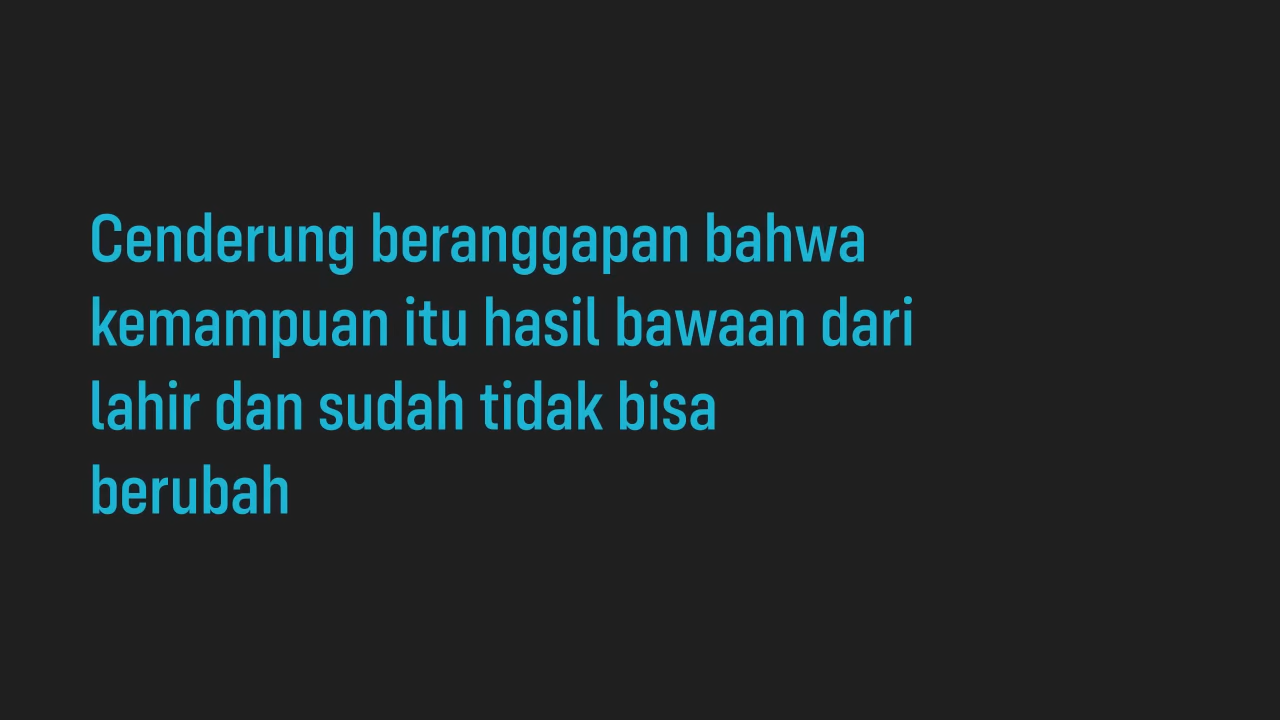 Cenderung beranggapan bahwa
kemampuan itu hasil bawaan dari
lahir dan sudah tidak bisa
berubah